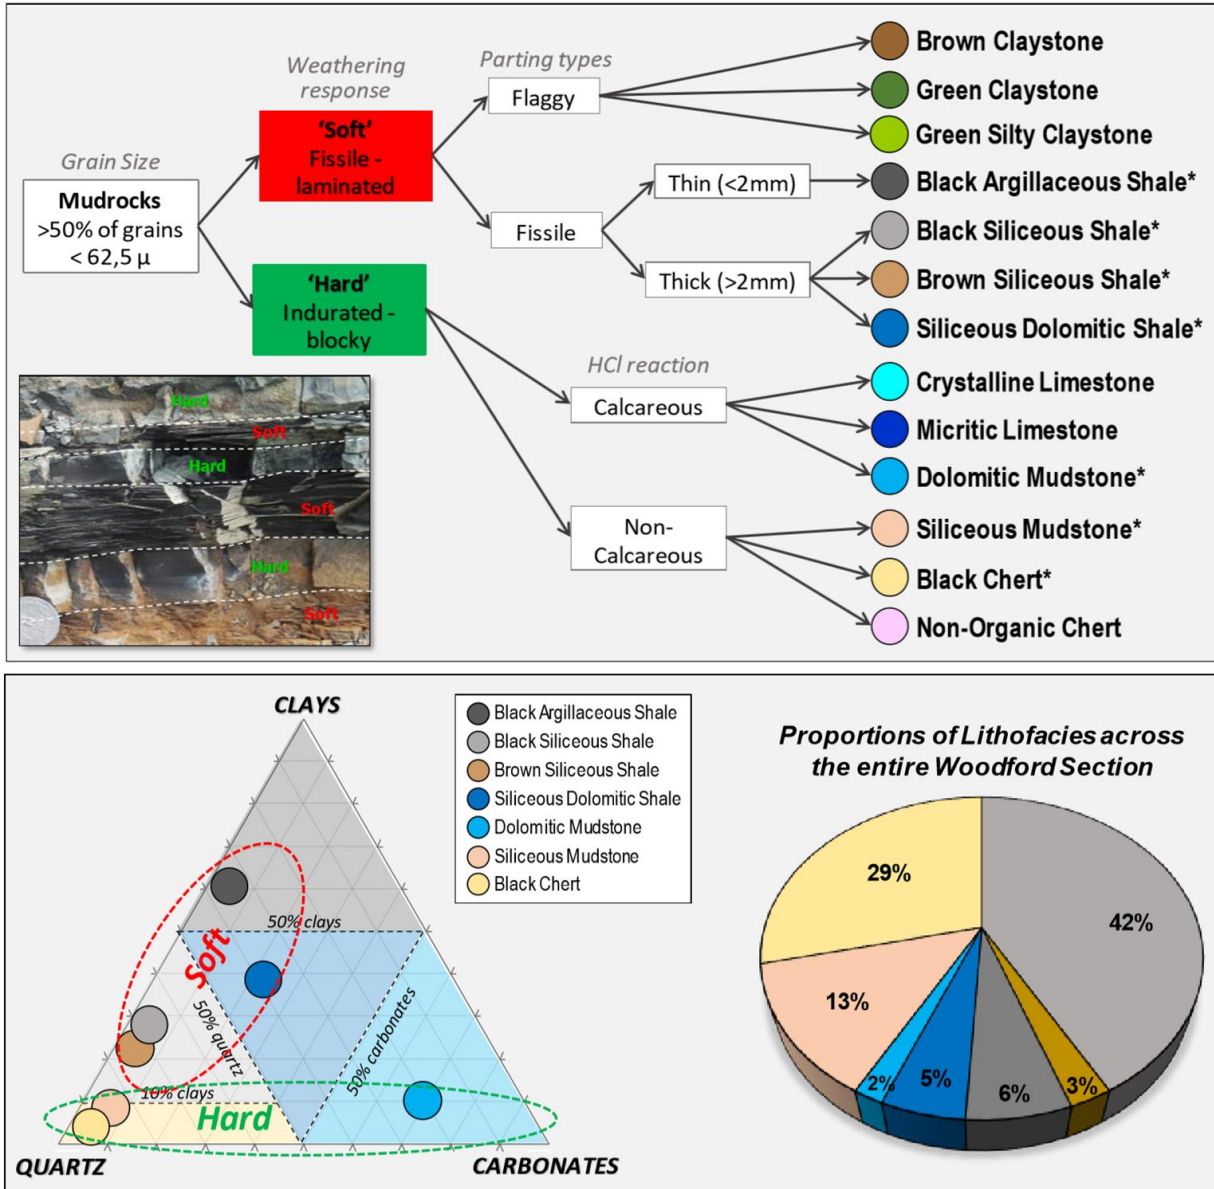 Grain Size
Mudrocks
>50% of grains
< 62,5 µ
Weathering
response
'Soft'
Fissile -
laminated
'Hard'
Indurated -
blocky
Parting types
Flaggy
Fissile
Thin (<2mm)
Thick (>2mm)
HCl reaction
Calcareous
Non-
Calcareous
Brown Claystone
Green Claystone
Green Silty Claystone
Black Argillaceous Shale*
Black Siliceous Shale*
Brown Siliceous Shale*
Siliceous Dolomitic Shale*
Crystalline Limestone
Micritic Limestone
Dolomitic Mudstone*
Siliceous Mudstone*
Black Chert*
Non-Organic Chert
Hard
Soft
Hard
Soft
Hard
Soft
CLAYS
50% clays
Soft
50% quartz
50% carbonates
10% clays
Hard
QUARTZ
CARBONATES
Black Argillaceous Shale
Black Siliceous Shale
Brown Siliceous Shale
Siliceous Dolomitic Shale
Dolomitic Mudstone
Siliceous Mudstone
Black Chert
Proportions of Lithofacies across
the entire Woodford Section
29%
42%
13%
2%
5%
6%
3%